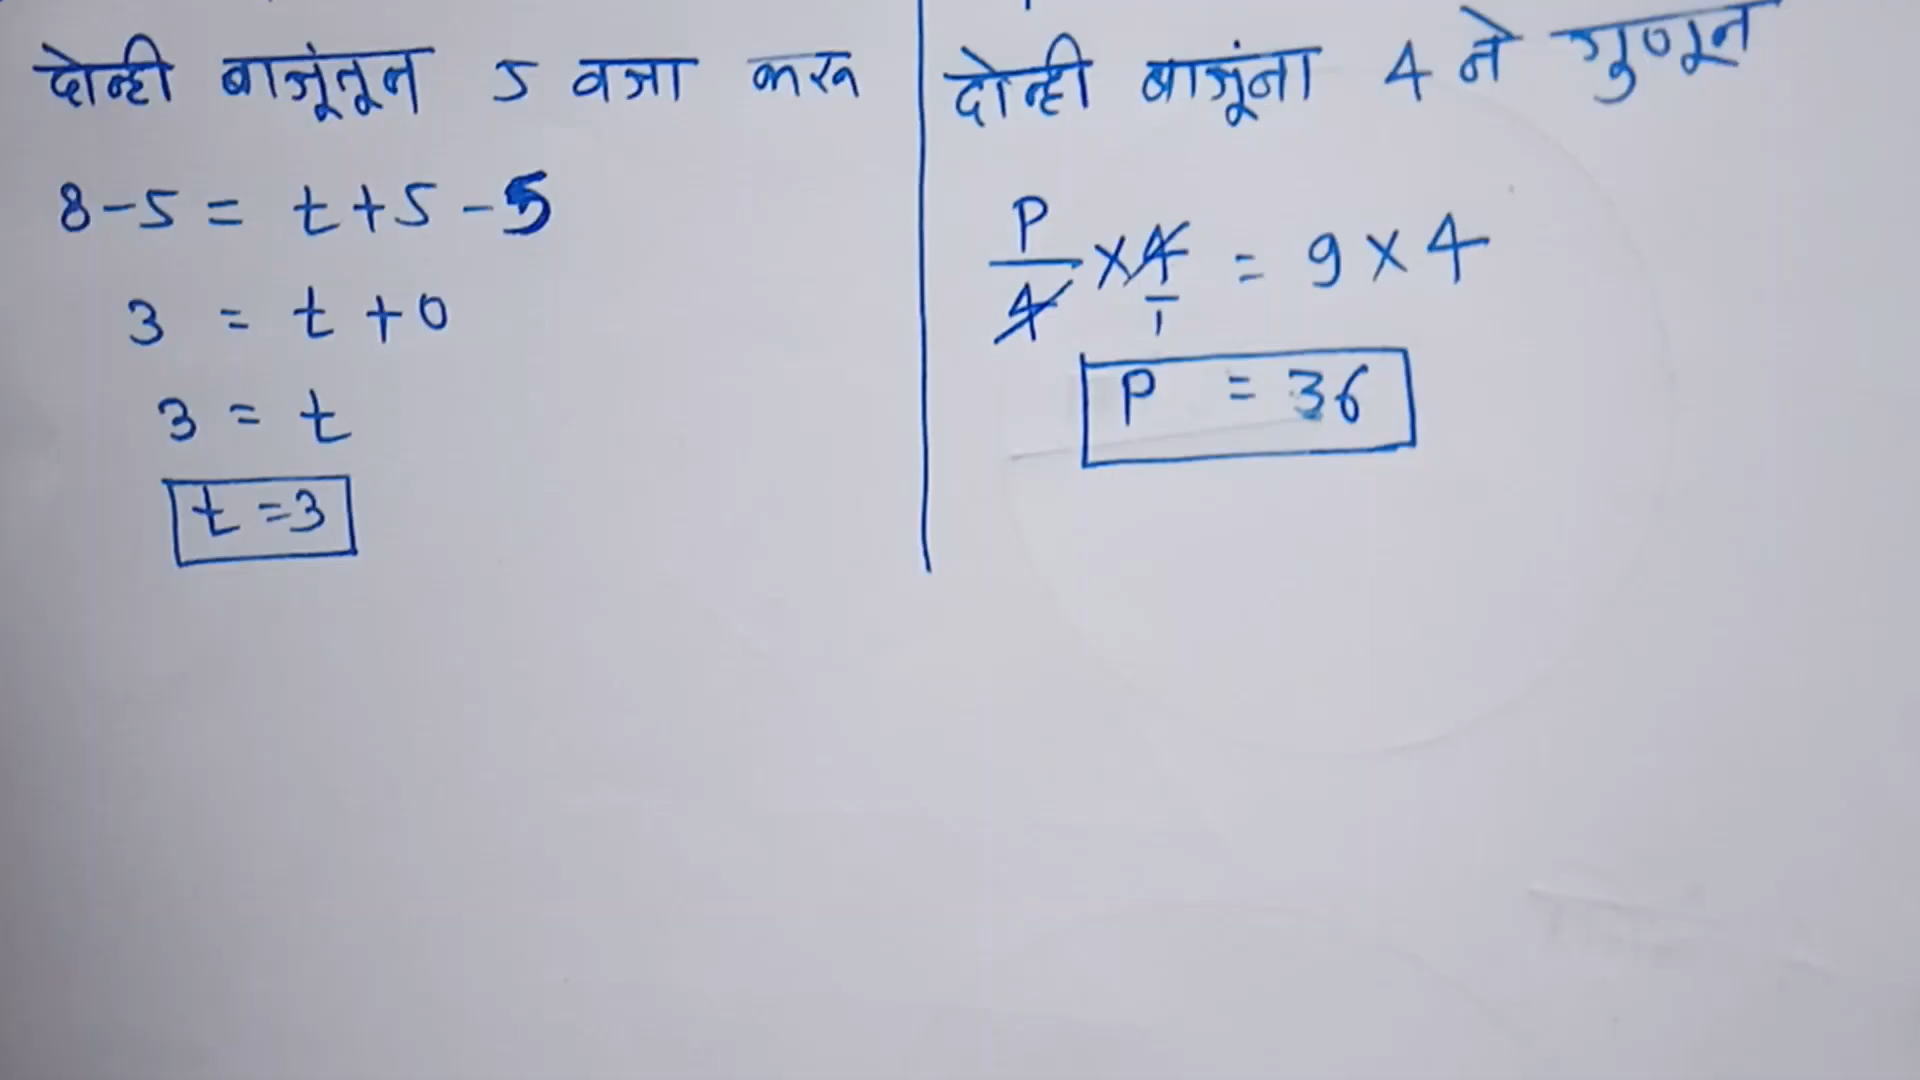 दोन्ही बाजूंतून 5 वजा करू
8-5 = t+5-5
3 = t+0
3 = t
t=3
दोन्ही बाजूंना 4 ने गुणून
P/4 ×4/1 = 9×4
P = 36